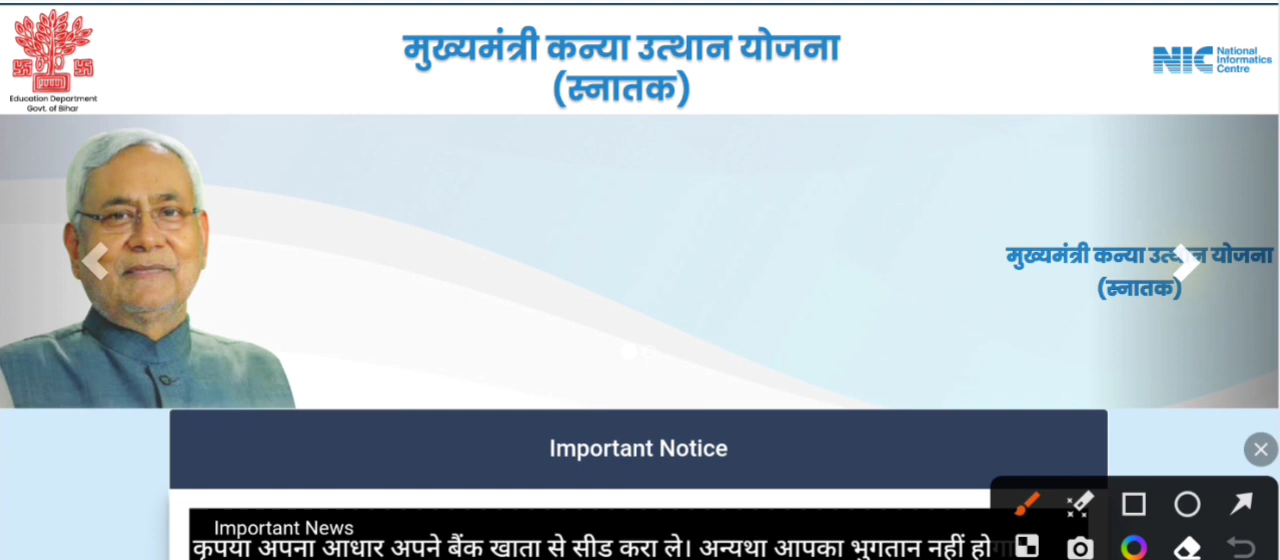 मुख्यमंत्री कन्या उत्थान योजना
(स्नातक)
Education Department
Govt. of Bihar
NIC National
Informatics
Centre
मुख्यमंत्री कन्या उत्थान योजना
(स्नातक)
Important Notice
Important News
कृपया अपना आधार अपने बैंक खाता से सीड करा ले। अन्यथा आपका भुगतान नहीं होगा